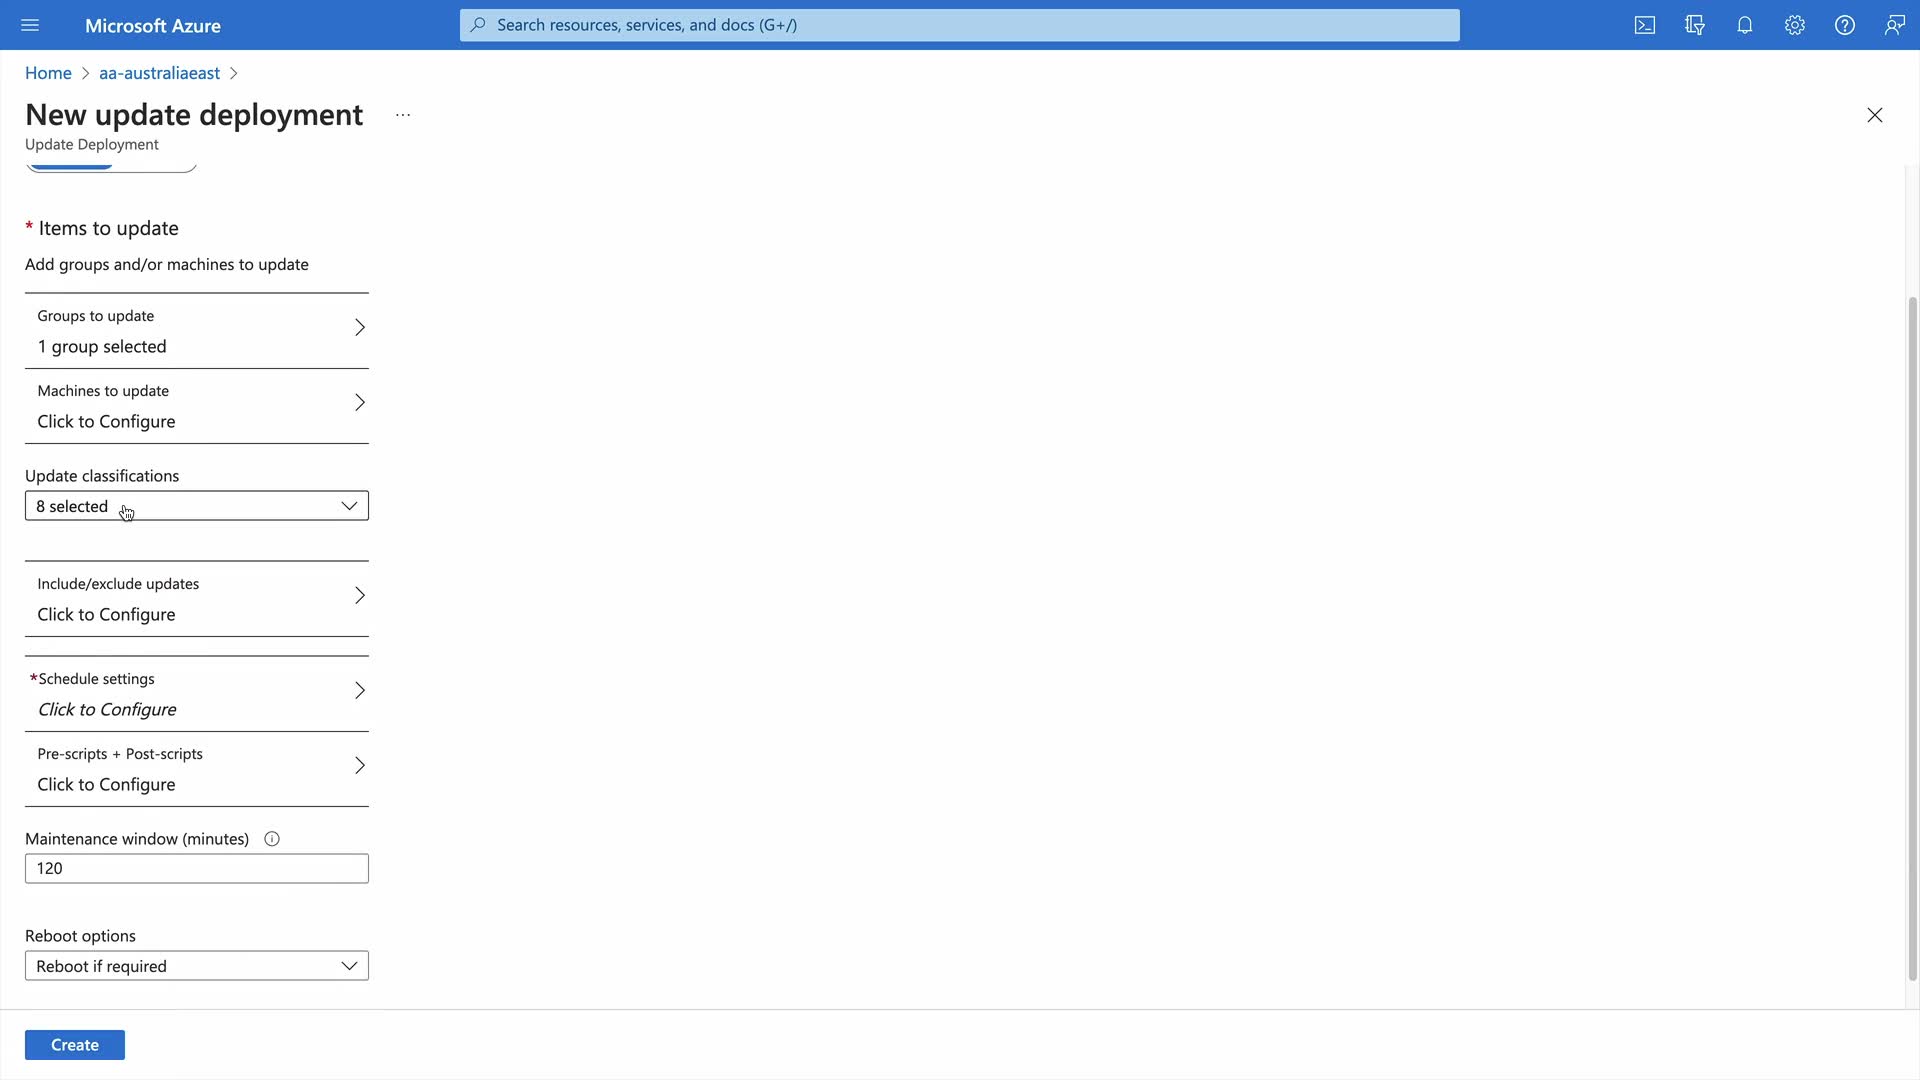 Microsoft Azure
Search resources, services, and docs (G+/)
Home > aa-australiaeast >
New update deployment ...
Update Deployment
* Items to update
Add groups and/or machines to update
Groups to update
1 group selected
Machines to update
Click to Configure
Update classifications
8 selected
Include/exclude updates
Click to Configure
*Schedule settings
Click to Configure
Pre-scripts + Post-scripts
Click to Configure
Maintenance window (minutes)
120
Reboot options
Reboot if required
Create